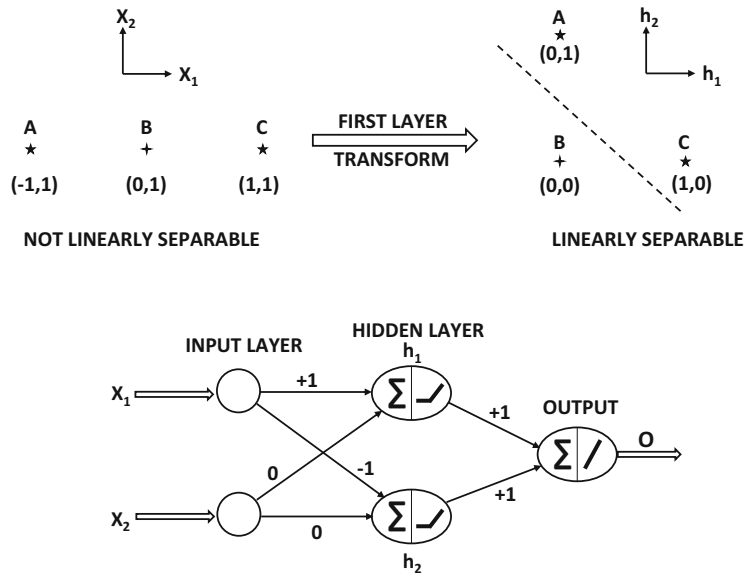 X2
X1
A B C
(-1,1) (0,1) (1,1)
NOT LINEARLY SEPARABLE
FIRST LAYER
TRANSFORM
A
(0,1)
h2
h1
B C
(0,0) (1,0)
LINEARLY SEPARABLE
INPUT LAYER
HIDDEN LAYER
h1
X1
+1
Σ
+1
OUTPUT
Σ
O
0
-1
X2
0
Σ
+1
h2